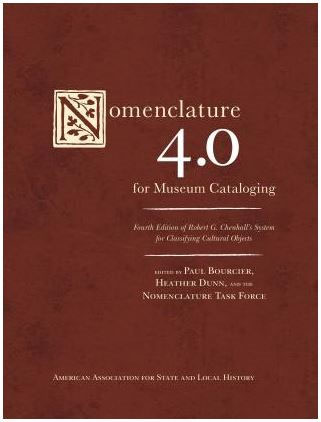 Nomenclature
4.0
for Museum Cataloging
Fourth Edition of Robert G. Chenhall's System
for Classifying Cultural Objects
EDITED BY PAUL BOURCIER,
HEATHER DUNN, AND THE
NOMENCLATURE TASK FORCE
AMERICAN ASSOCIATION FOR STATE AND LOCAL HISTORY